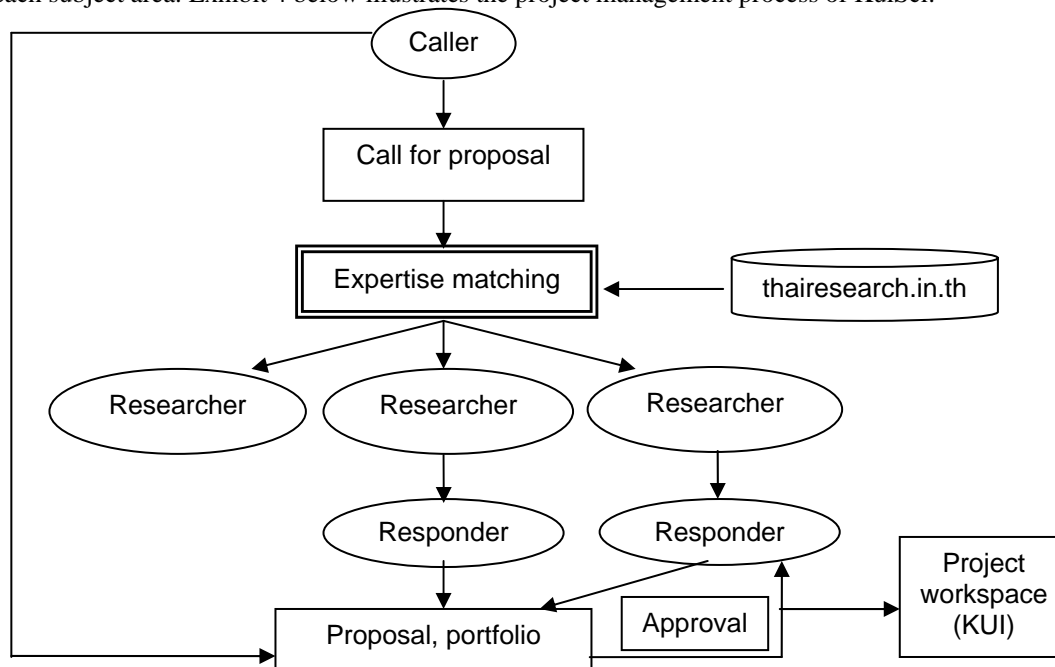 each subject area. Exhibit 4 below illustrates the project management process of KuiSci.
Caller
Call for proposal
Expertise matching
thairesearch.in.th
Researcher
Researcher
Researcher
Responder
Responder
Project
workspace
(KUI)
Approval
Proposal, portfolio